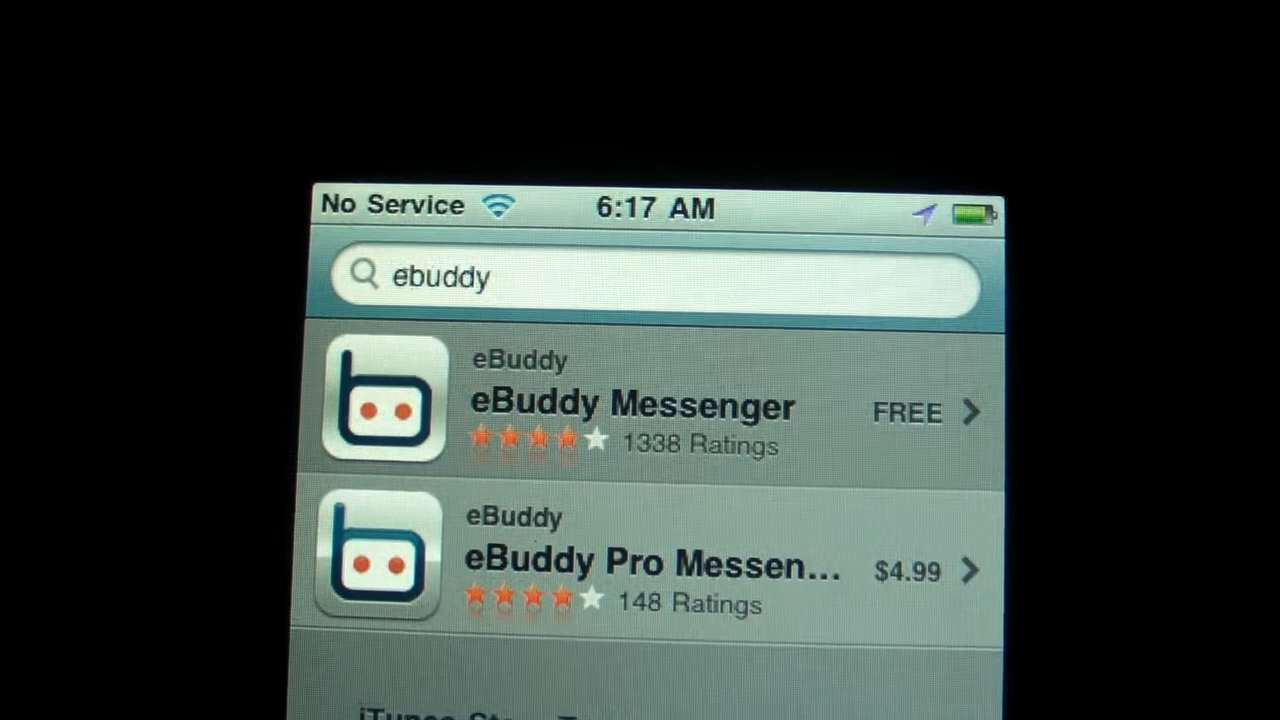 No Service 6:17 AM
ebuddy
eBuddy
eBuddy Messenger FREE
1338 Ratings
eBuddy
eBuddy Pro Messen... $4.99
148 Ratings
iTunes